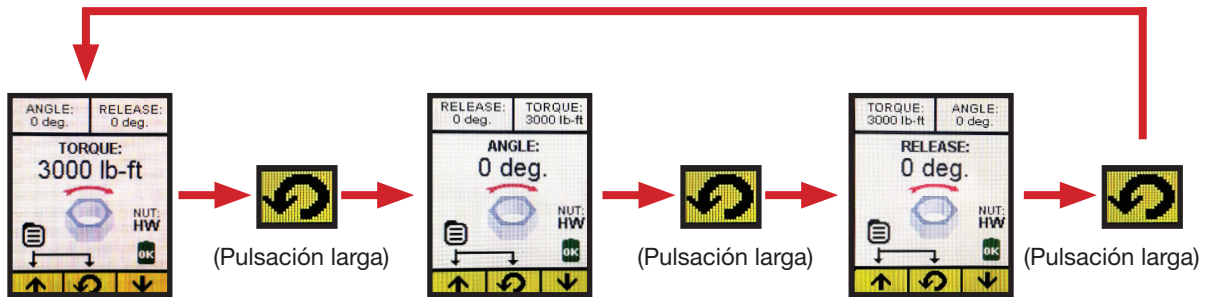 ANGLE:
0 deg.
RELEASE:
0 deg.
TORQUE:
3000 lb-ft
NUT:
HW
OK
(Pulsación larga)
RELEASE:
0 deg.
TORQUE:
3000 lb-ft
ANGLE:
0 deg.
NUT:
HW
OK
(Pulsación larga)
TORQUE:
3000 lb-ft
ANGLE:
0 deg.
RELEASE:
0 deg.
NUT:
HW
OK
(Pulsación larga)